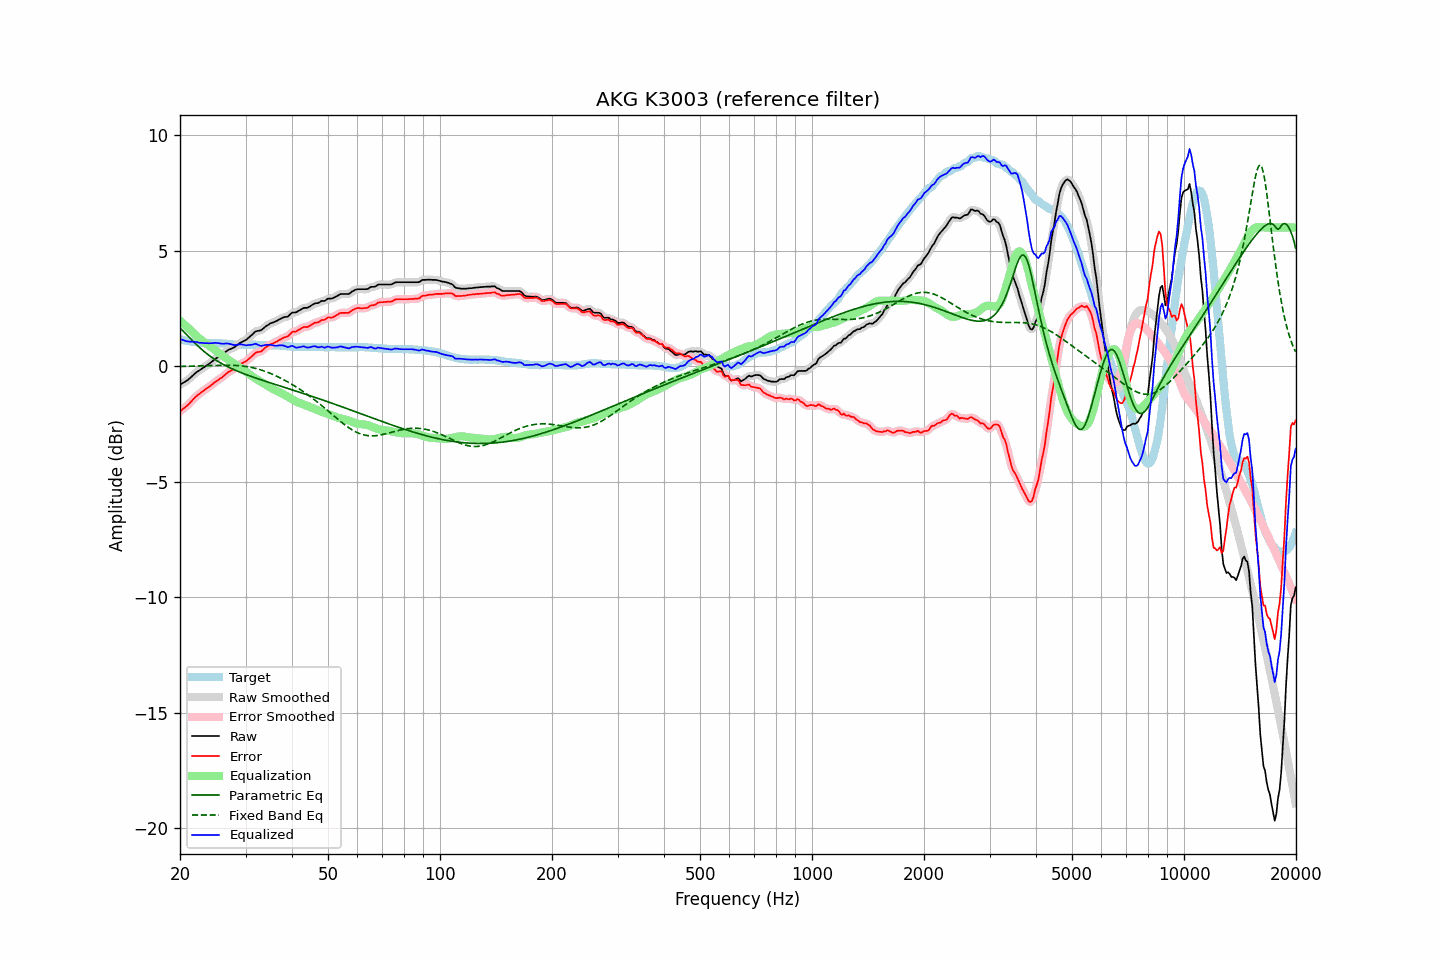 AKG K3003 (reference filter)
Amplitude (dBr)
10
5
0
−5
−10
−15
−20
Target
Raw Smoothed
Error Smoothed
Raw
Error
Equalization
Parametric Eq
Fixed Band Eq
Equalized
20
50
100
200
500
1000
2000
5000
10000
20000
Frequency (Hz)